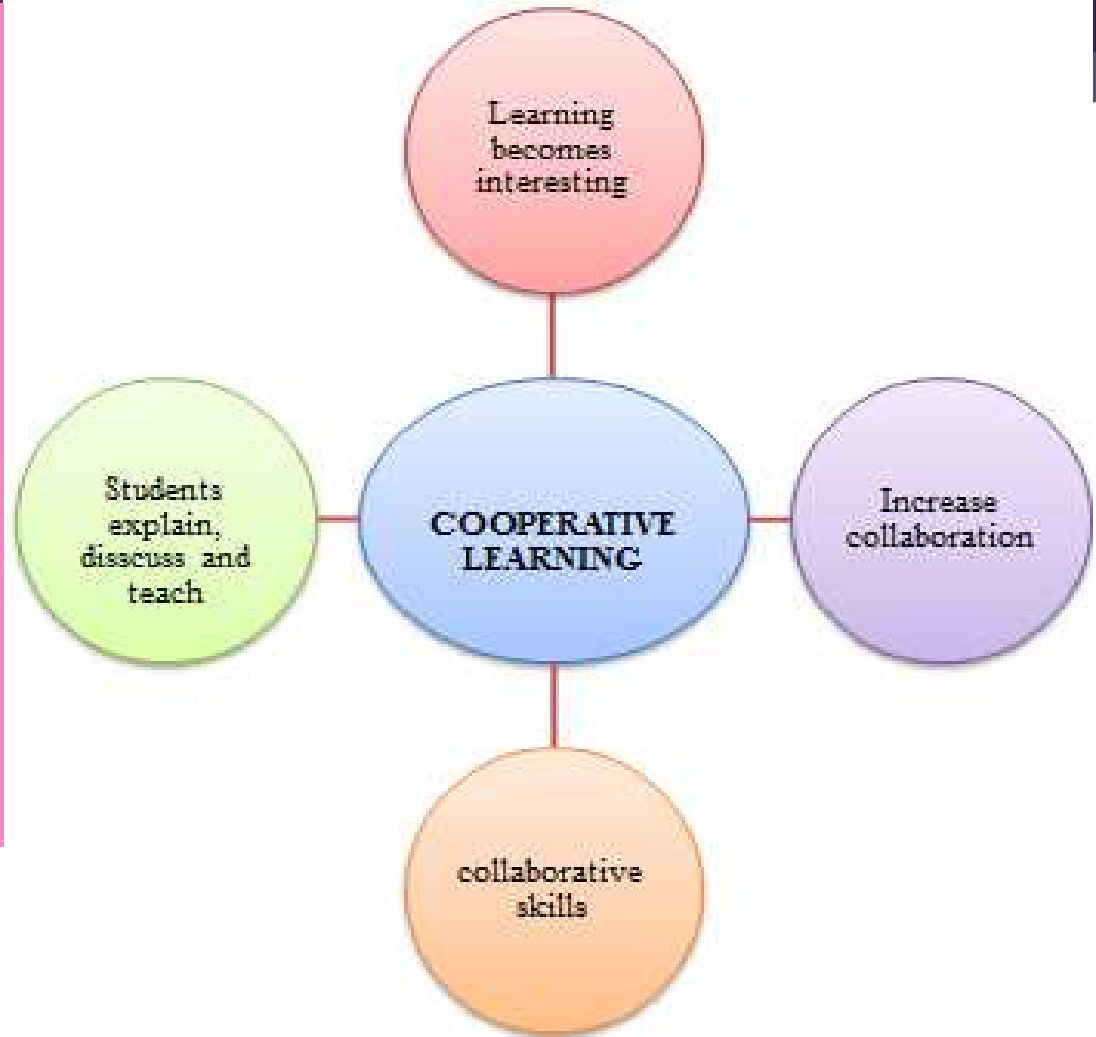 Learning
becomes
interesting
Students
explain,
disscuss and
teach
COOPERATIVE
LEARNING
Increase
collaboration
collaborative
skills